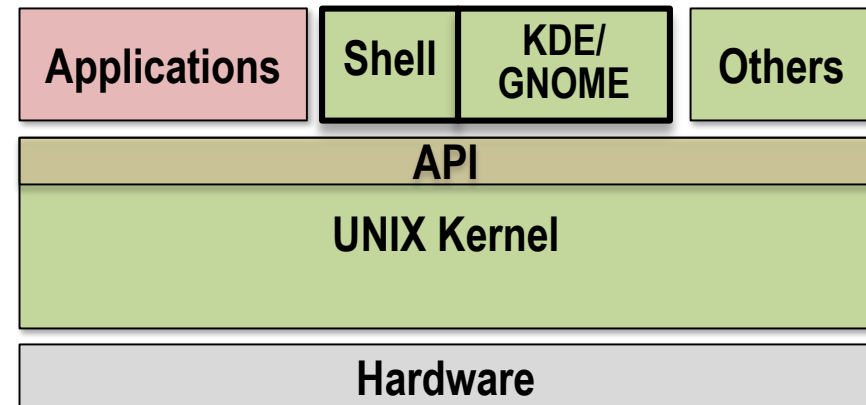 Applications
Shell
KDE/
GNOME
Others
API
UNIX Kernel
Hardware